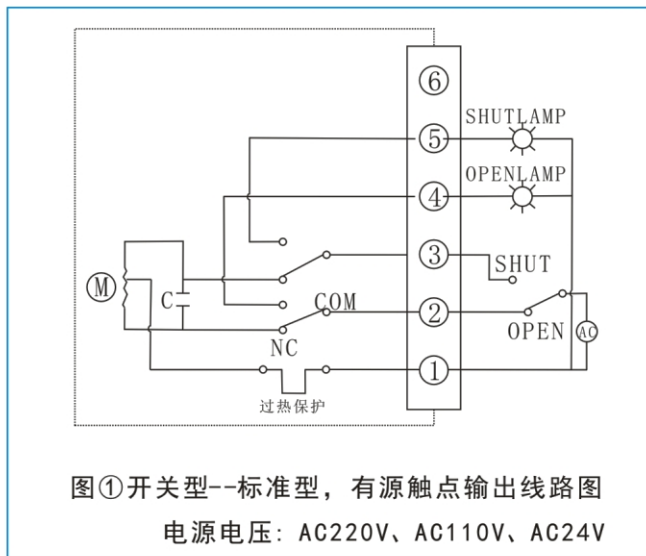 ⑥
SHUTLAMP
⑤
OPENLAMP
④
③
SHUT
M
C
COM
②
OPEN
AC
NC
①
过热保护
图①开关型--标准型，有源触点输出线路图
电源电压：AC220V、AC110V、AC24V